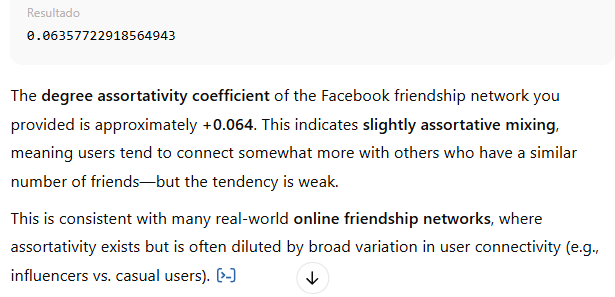 Resultado
0.06357722918564943
The degree assortativity coefficient of the Facebook friendship network you
provided is approximately +0.064. This indicates slightly assortative mixing,
meaning users tend to connect somewhat more with others who have a similar
number of friends—but the tendency is weak.
This is consistent with many real-world online friendship networks, where
assortativity exists but is often diluted by broad variation in user connectivity (e.g.,
influencers vs. casual users). [>-]